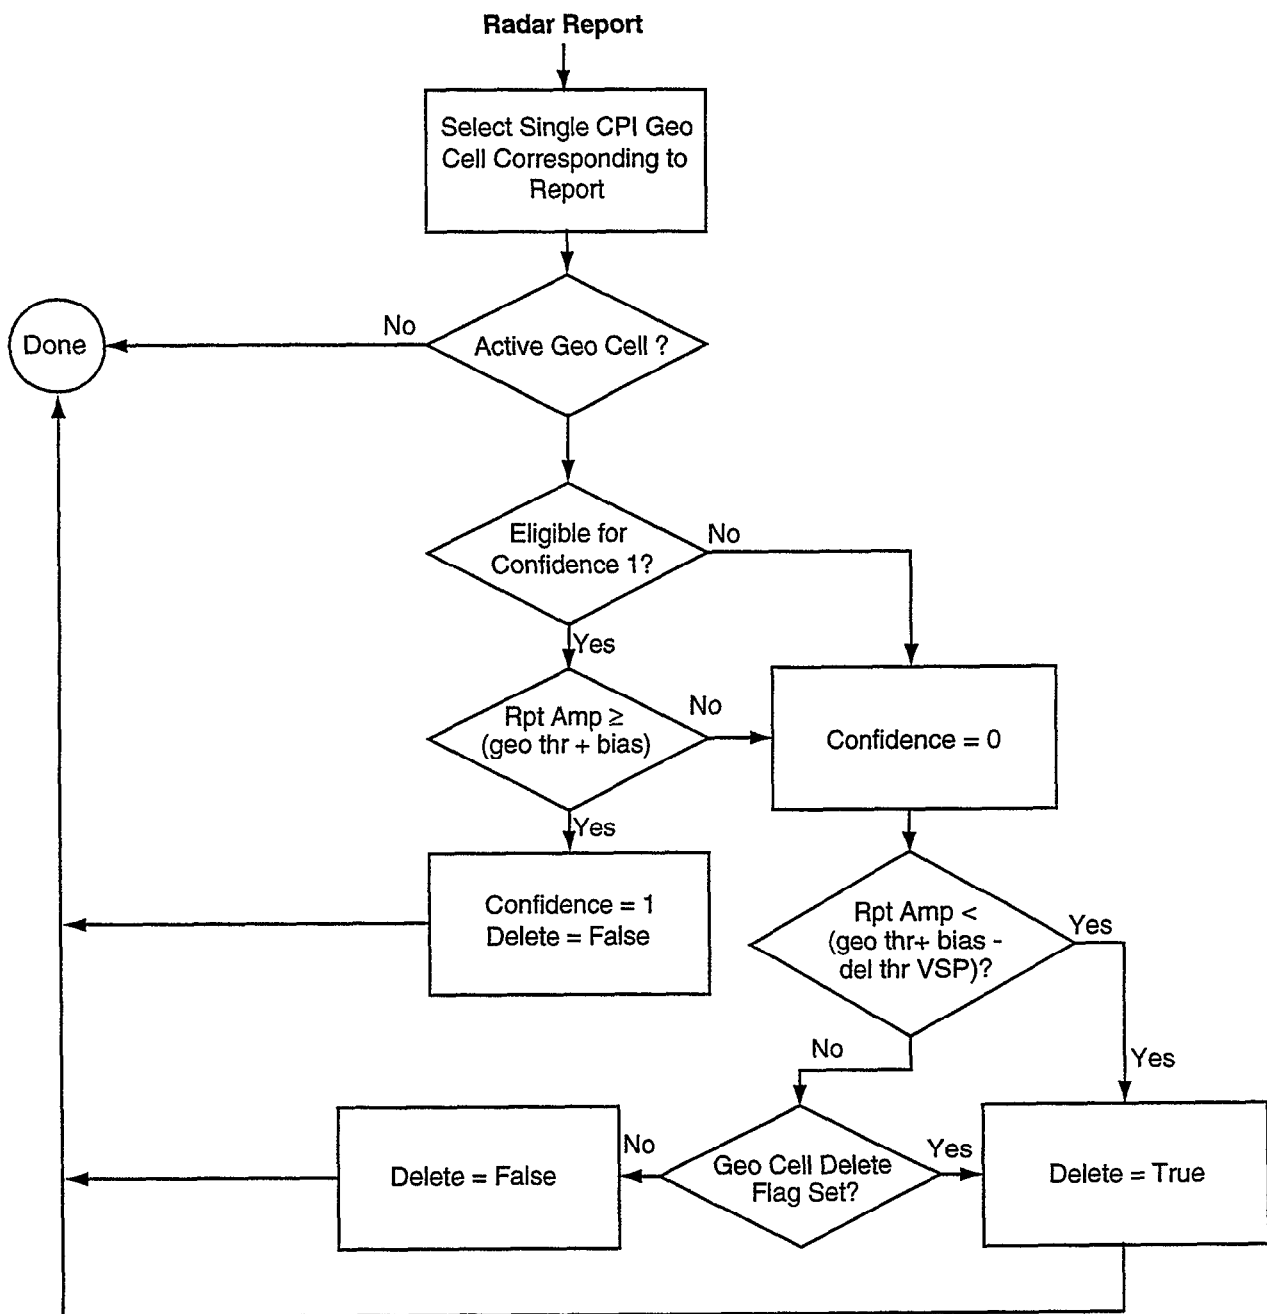 Radar Report
Select Single CPI Geo
Cell Corresponding to
Report
No
Done
Active Geo Cell ?
Eligible for
Confidence 1?
No
Yes
Rpt Amp ≥
(geo thr + bias)
No
Confidence = 0
Yes
Confidence = 1
Delete = False
Rpt Amp <
(geo thr+ bias -
del thr VSP)?
Yes
No
Yes
Delete = False
No
Geo Cell Delete
Flag Set?
Yes
Delete = True